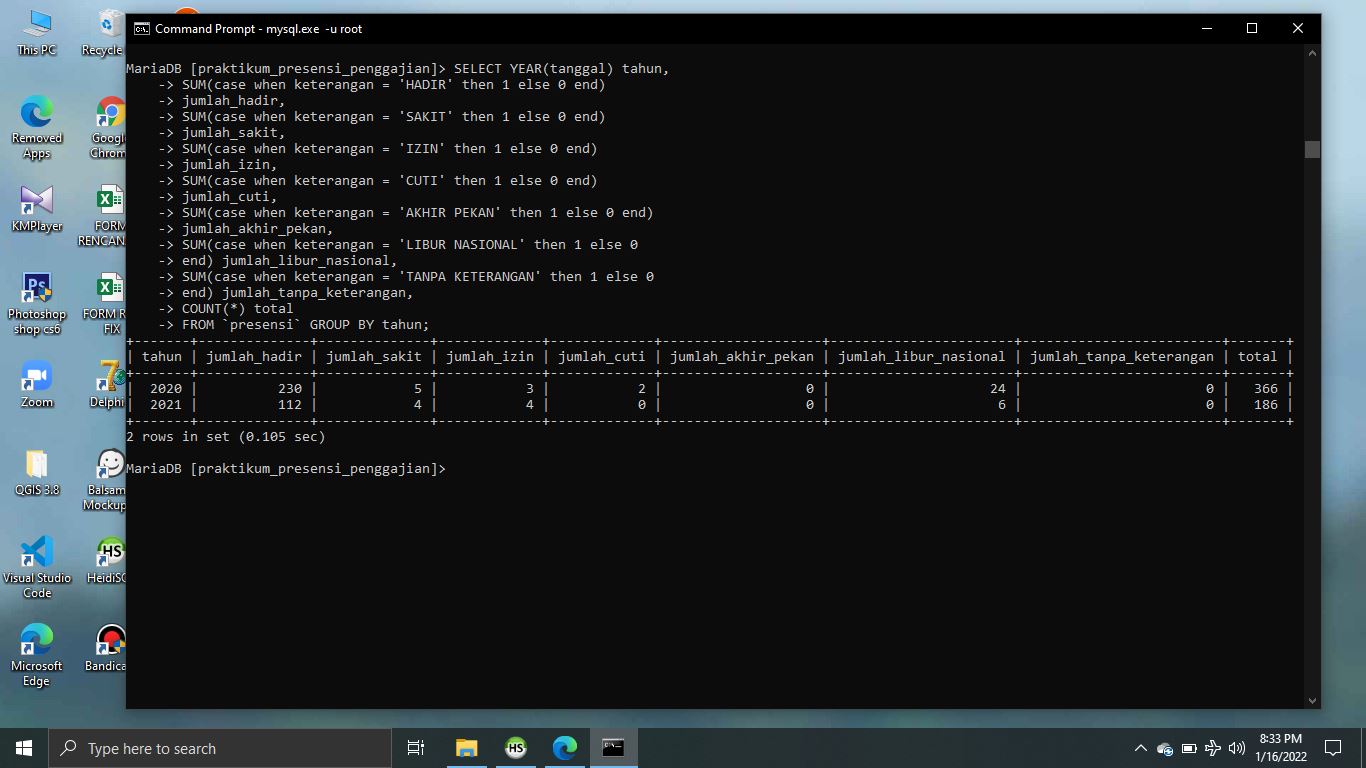 Command Prompt - mysql.exe  -u root
This PC
Recycle
Removed Apps
Google
Chrom
KMPlayer
FORM
RENCAN
Photoshop
shop cs6
FORM R
FIX
Zoom
Delphi
QGIS 3.8
Balsam
Mockup
Visual Studio
Code
HeidiSQ
Microsoft
Edge
Bandica
MariaDB [praktikum_presensi_penggajian]> SELECT YEAR(tanggal) tahun,
    -> SUM(case when keterangan = 'HADIR' then 1 else 0 end)
    -> jumlah_hadir,
    -> SUM(case when keterangan = 'SAKIT' then 1 else 0 end)
    -> jumlah_sakit,
    -> SUM(case when keterangan = 'IZIN' then 1 else 0 end)
    -> jumlah_izin,
    -> SUM(case when keterangan = 'CUTI' then 1 else 0 end)
    -> jumlah_cuti,
    -> SUM(case when keterangan = 'AKHIR PEKAN' then 1 else 0 end)
    -> jumlah_akhir_pekan,
    -> SUM(case when keterangan = 'LIBUR NASIONAL' then 1 else 0
    -> end) jumlah_libur_nasional,
    -> SUM(case when keterangan = 'TANPA KETERANGAN' then 1 else 0
    -> end) jumlah_tanpa_keterangan,
    -> COUNT(*) total
    -> FROM `presensi` GROUP BY tahun;
| tahun | jumlah_hadir | jumlah_sakit | jumlah_izin | jumlah_cuti | jumlah_akhir_pekan | jumlah_libur_nasional | jumlah_tanpa_keterangan | total |
|  2020 |          230 |            5 |           3 |           2 |                  0 |                    24 |                       0 |   366 |
|  2021 |          112 |            4 |           4 |           0 |                  0 |                     6 |                       0 |   186 |
2 rows in set (0.105 sec)
MariaDB [praktikum_presensi_penggajian]>
Type here to search
HS
8:33 PM
1/16/2022